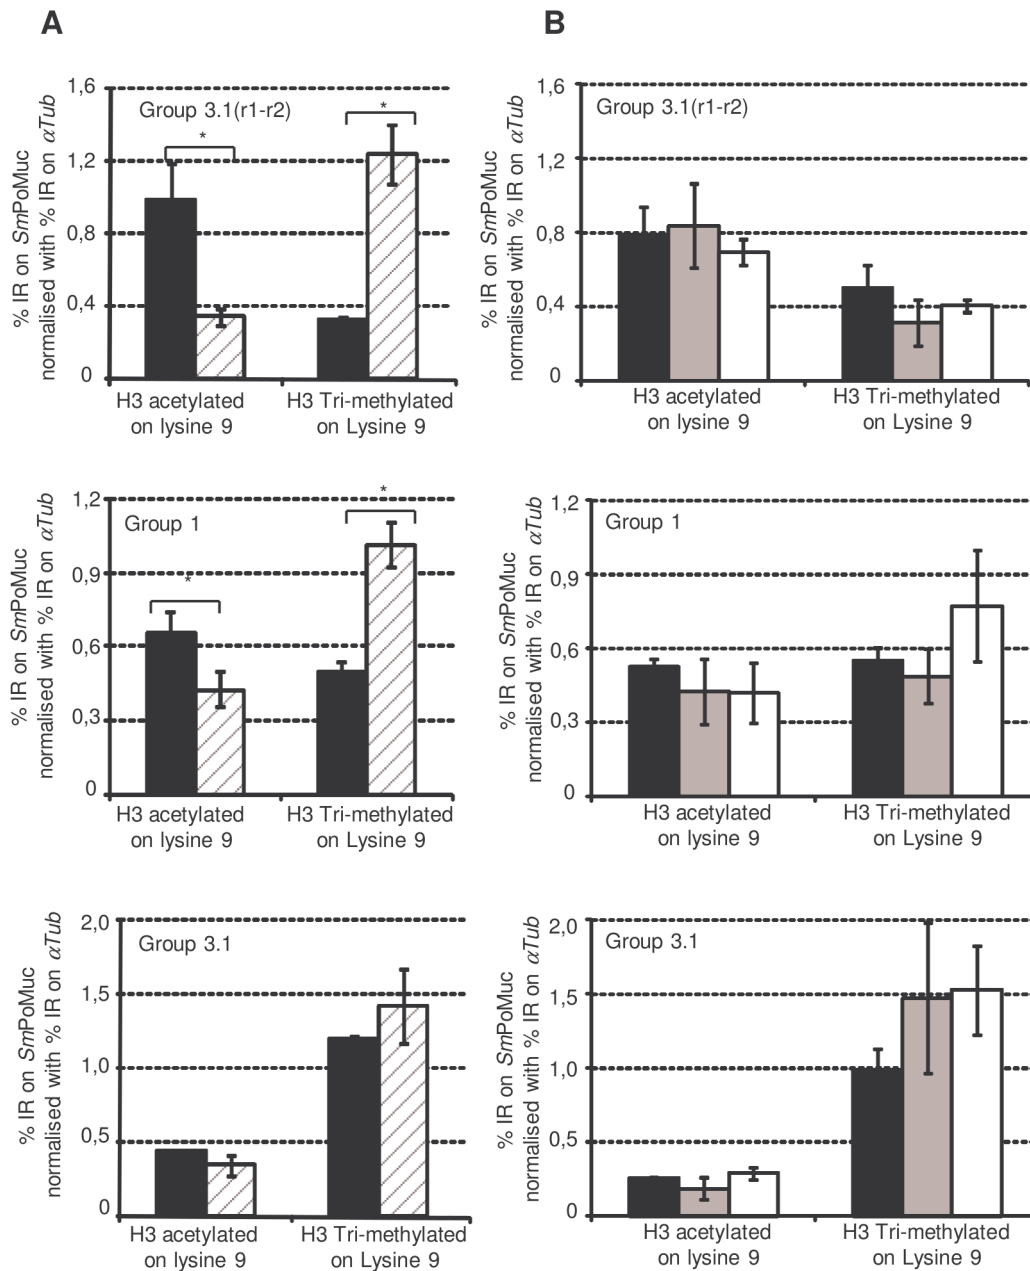 A
B
% IR on SmPoMuc
normalised with % IR on αTub
1,6
1,2
0,8
0,4
0
Group 3.1(r1-r2)
*
*
H3 acetylated
on lysine 9
H3 Tri-methylated
on Lysine 9
% IR on SmPoMuc
normalised with % IR on αTub
1,6
1,2
0,8
0,4
0
Group 3.1(r1-r2)
H3 acetylated
on lysine 9
H3 Tri-methylated
on Lysine 9
% IR on SmPoMuc
normalised with % IR on αTub
1,2
0,9
0,6
0,3
0
Group 1
*
*
H3 acetylated
on lysine 9
H3 Tri-methylated
on Lysine 9
% IR on SmPoMuc
normalised with % IR on αTub
1,2
0,9
0,6
0,3
0
Group 1
H3 acetylated
on lysine 9
H3 Tri-methylated
on Lysine 9
% IR on SmPoMuc
normalised with % IR on αTub
2,0
1,5
1,0
0,5
0
Group 3.1
H3 acetylated
on lysine 9
H3 Tri-methylated
on Lysine 9
% IR on SmPoMuc
normalised with % IR on αTub
2,0
1,5
1,0
0,5
0
Group 3.1
H3 acetylated
on lysine 9
H3 Tri-methylated
on Lysine 9